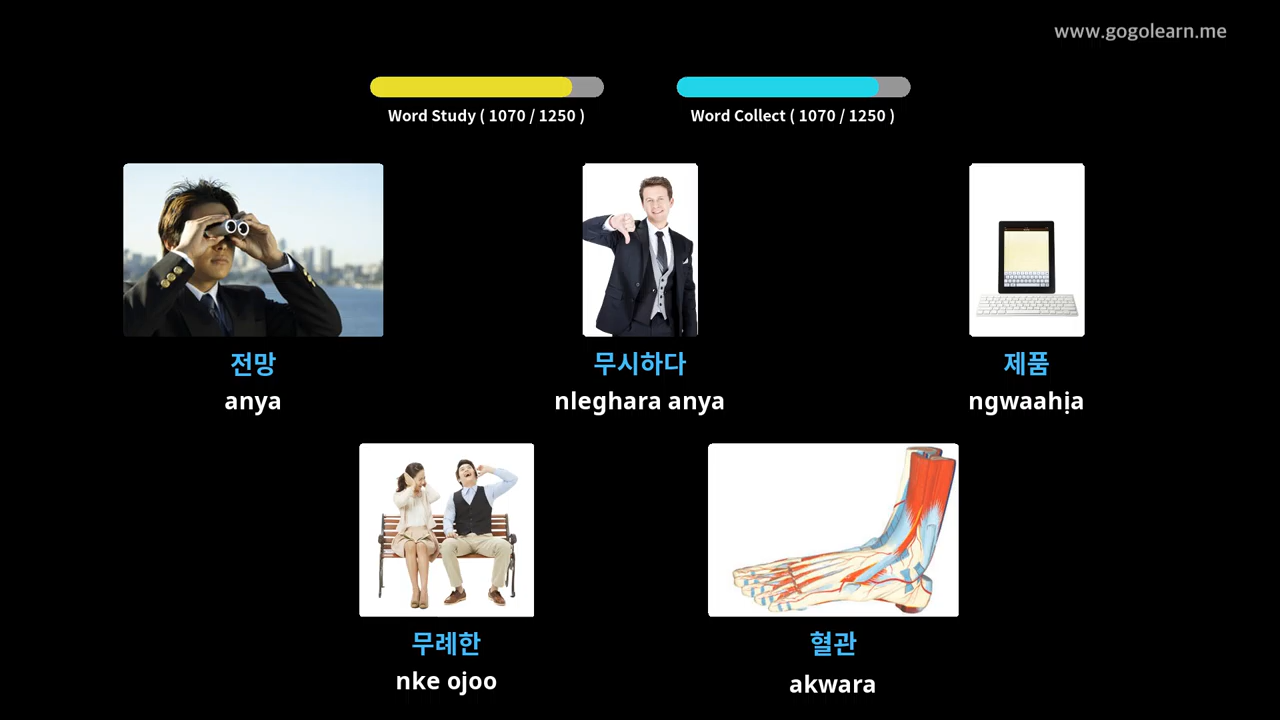 www.gogolearn.me
Word Study ( 1070 / 1250 )
Word Collect ( 1070 / 1250 )
전망
anya
무시하다
nleghara anya
제품
ngwaahịa
무례한
nke ojoo
혈관
akwara